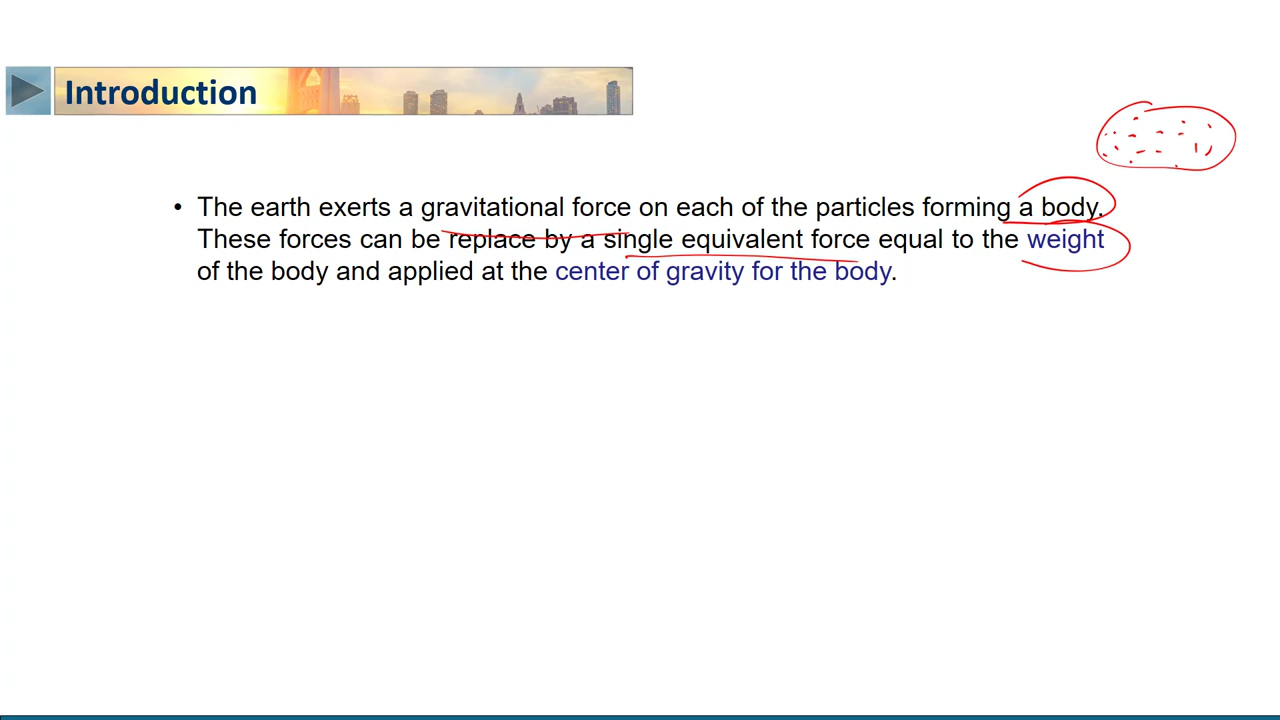 Introduction
• The earth exerts a gravitational force on each of the particles forming a body.
These forces can be replace by a single equivalent force equal to the weight
of the body and applied at the center of gravity for the body.